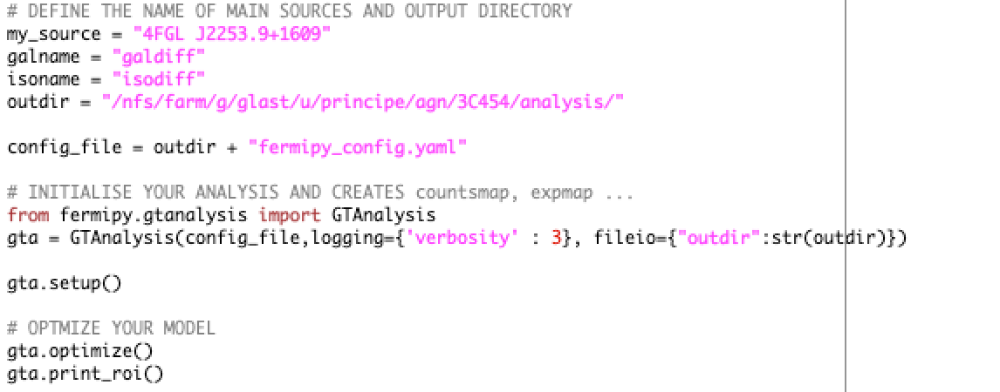 # DEFINE THE NAME OF MAIN SOURCES AND OUTPUT DIRECTORY
my_source = "4FGL J2253.9+1609"
galname = "galdiff"
isoname = "isodiff"
outdir = "/nfs/farm/g/glast/u/principe/agn/3C454/analysis/"
config_file = outdir + "fermipy_config.yaml"
# INITIALISE YOUR ANALYSIS AND CREATES countsmap, expmap ...
from fermipy.gtanalysis import GTAnalysis
gta = GTAnalysis(config_file,logging={'verbosity' : 3}, fileio={"outdir":str(outdir)})
gta.setup()
# OPTMIZE YOUR MODEL
gta.optimize()
gta.print_roi()